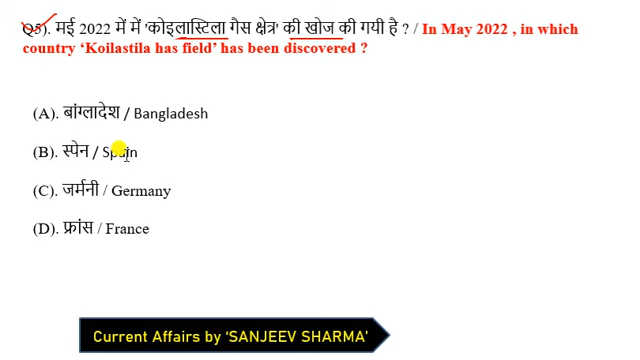 Q5). मई 2022 में में 'कोइलास्टिला गैस क्षेत्र' की खोज की गयी है ? / In May 2022 , in which
country ‘Koilastila has field’ has been discovered ?
(A). बांग्लादेश / Bangladesh
(B). स्पेन / Spain
(C). जर्मनी / Germany
(D). फ्रांस / France
Current Affairs by ‘SANJEEV SHARMA’